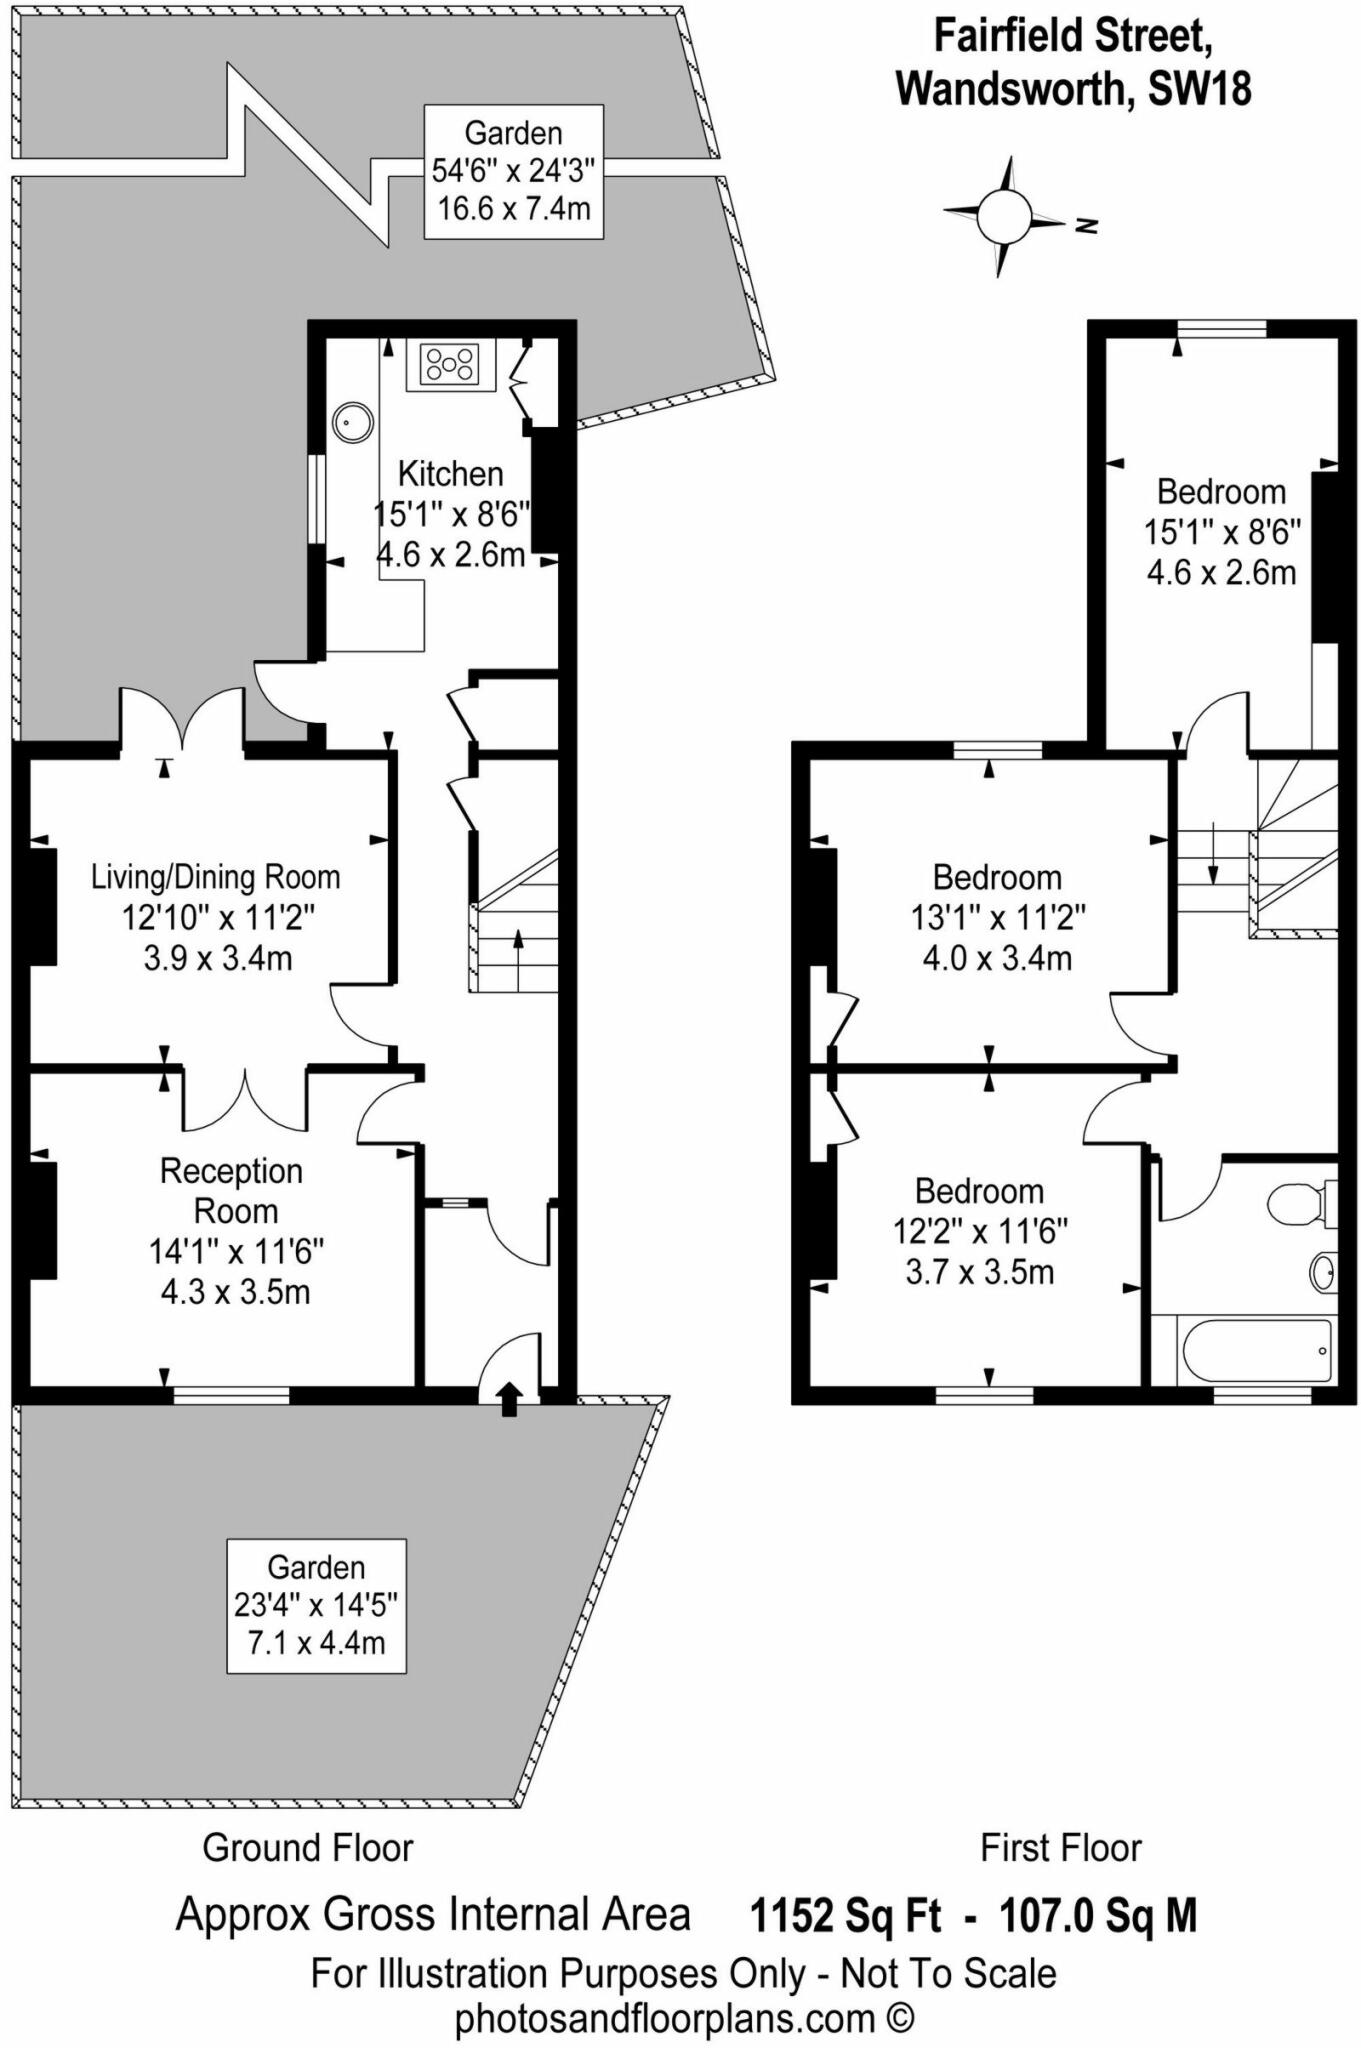 Fairfield Street,
Wandsworth, SW18
N
Garden
54'6" x 24'3"
16.6 x 7.4m
Kitchen
15'1" x 8'6"
4.6 x 2.6m
Living/Dining Room
12'10" x 11'2"
3.9 x 3.4m
Reception
Room
14'1" x 11'6"
4.3 x 3.5m
Garden
23'4" x 14'5"
7.1 x 4.4m
Ground Floor
Bedroom
15'1" x 8'6"
4.6 x 2.6m
Bedroom
13'1" x 11'2"
4.0 x 3.4m
Bedroom
12'2" x 11'6"
3.7 x 3.5m
First Floor
Approx Gross Internal Area 1152 Sq Ft - 107.0 Sq M
For Illustration Purposes Only - Not To Scale
photosandfloorplans.com ©